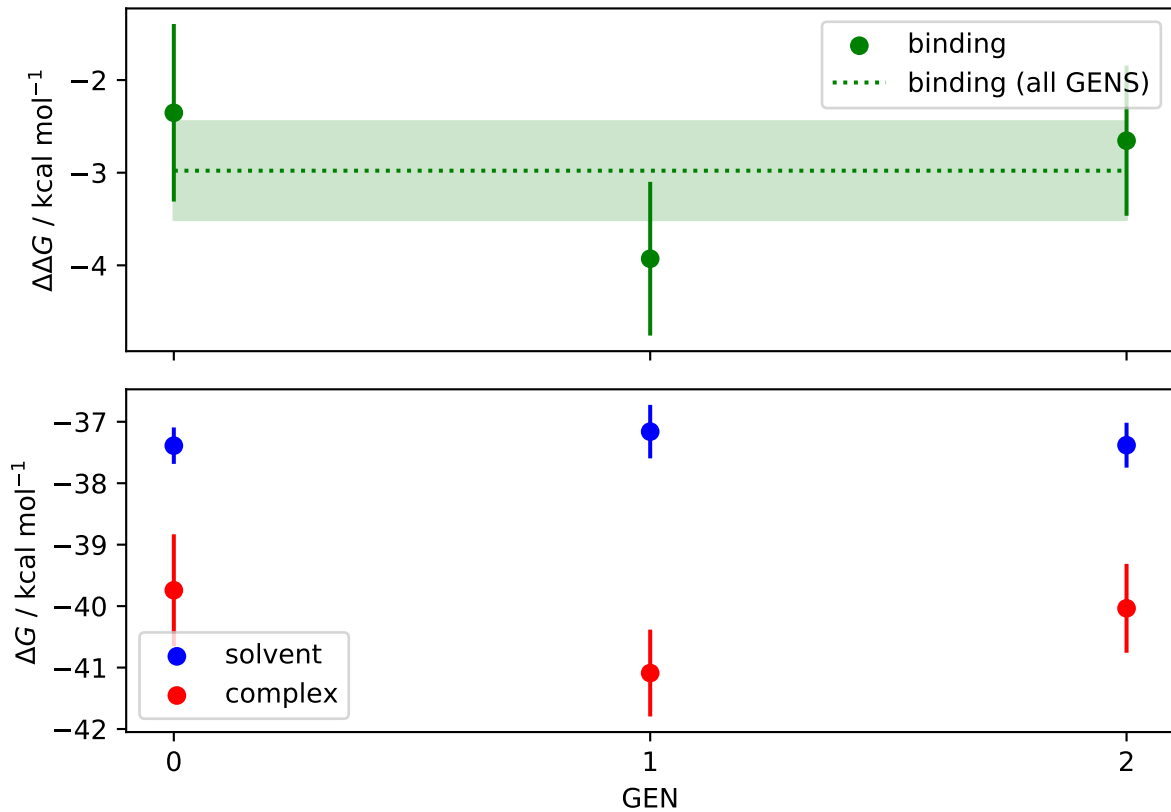 binding
binding (all GENS)
−2
−3
−4
ΔΔG / kcal mol⁻¹
−37
−38
−39
−40
−41
−42
ΔG / kcal mol⁻¹
solvent
complex
0 1 2
GEN